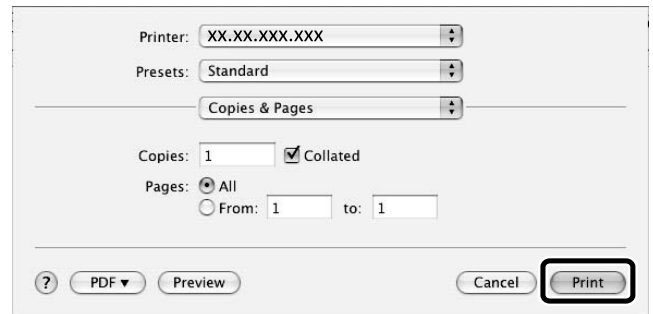 Printer: XX.XX.XXX.XXX
Presets: Standard
Copies & Pages
Copies: 1 Collated
Pages: All
From: 1 to: 1
? PDF Preview Cancel Print